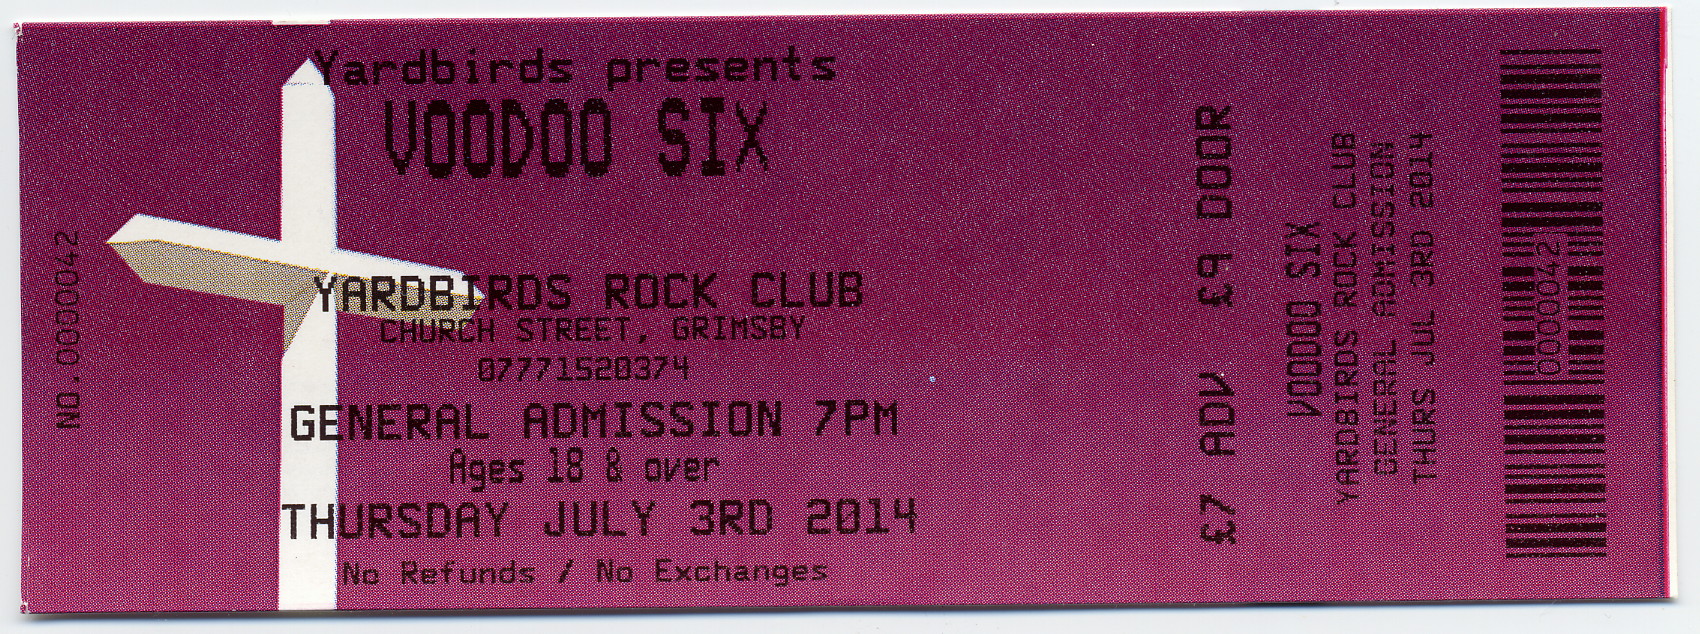 NO.0000042
Yardbirds presents
VOODOO SIX
YARDBIRDS ROCK CLUB
CHURCH STREET, GRIMSBY
07771520374
GENERAL ADMISSION 7PM
Ages 18 & over
THURSDAY JULY 3RD 2014
No Refunds / No Exchanges
£7 ADV £9 DOOR
VOODOO SIX
YARDBIRDS ROCK CLUB
GENERAL ADMISSION
THURS JUL 3RD 2014
0000042